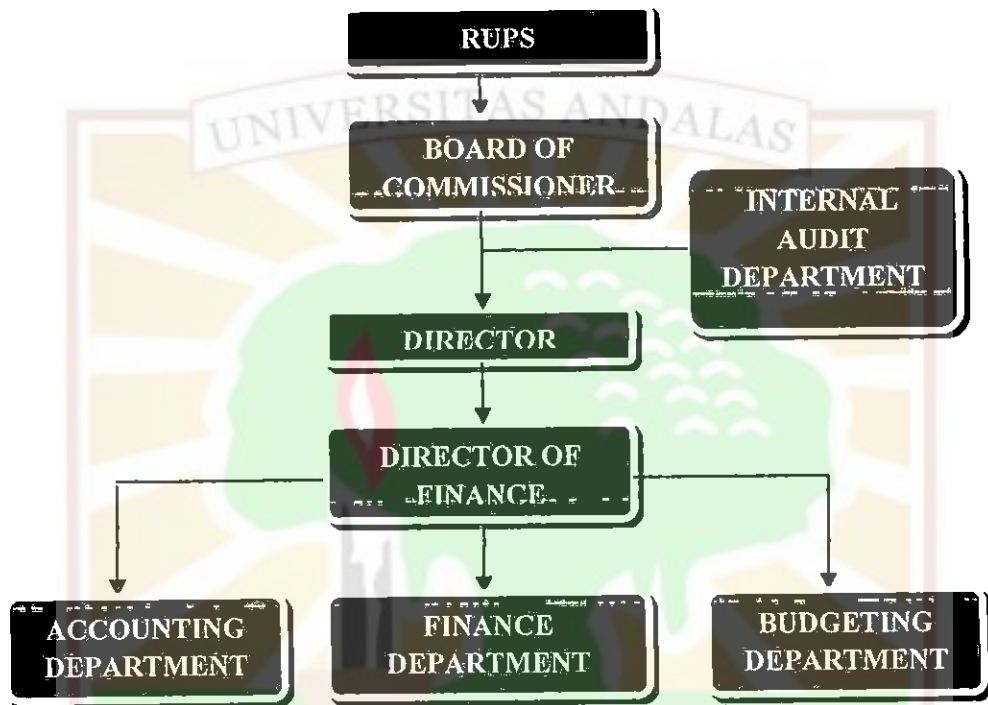 RUPS
UNIVERSITAS ANDALAS
BOARD OF
COMMISSIONER
INTERNAL
AUDIT
DEPARTMENT
DIRECTOR
DIRECTOR OF
FINANCE
ACCOUNTING
DEPARTMENT
FINANCE
DEPARTMENT
BUDGETING
DEPARTMENT